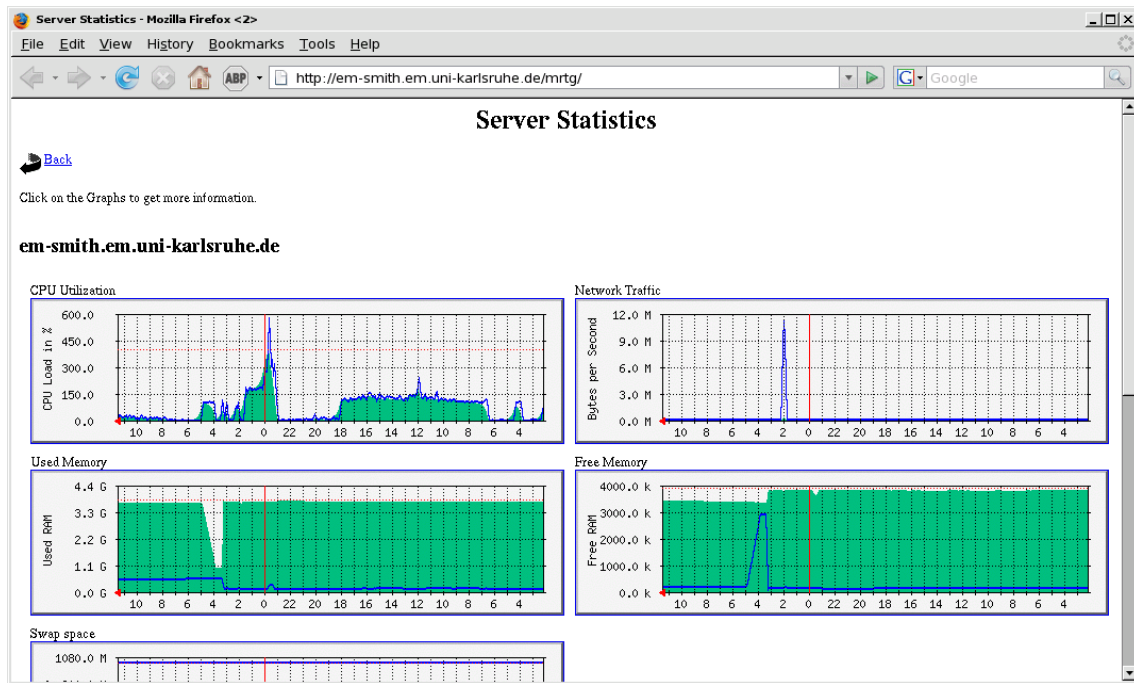 Server Statistics - Mozilla Firefox <2>
File Edit View History Bookmarks Tools Help
ABP http://em-smith.em.uni-karlsruhe.de/mrtg/ G Google
Server Statistics
Back
Click on the Graphs to get more information.
em-smith.em.uni-karlsruhe.de
CPU Utilization
CPU Load in %
600.0
450.0
300.0
150.0
0.0
10 8 6 4 2 0 22 20 18 16 14 12 10 8 6 4
Network Traffic
Bytes per Second
12.0 M
9.0 M
6.0 M
3.0 M
0.0 M
10 8 6 4 2 0 22 20 18 16 14 12 10 8 6 4
Used Memory
Used RAM
4.4 G
3.3 G
2.2 G
1.1 G
0.0 G
10 8 6 4 2 0 22 20 18 16 14 12 10 8 6 4
Free Memory
Free RAM
4000.0 k
3000.0 k
2000.0 k
1000.0 k
0.0 k
10 8 6 4 2 0 22 20 18 16 14 12 10 8 6 4
Swap space
1080.0 M